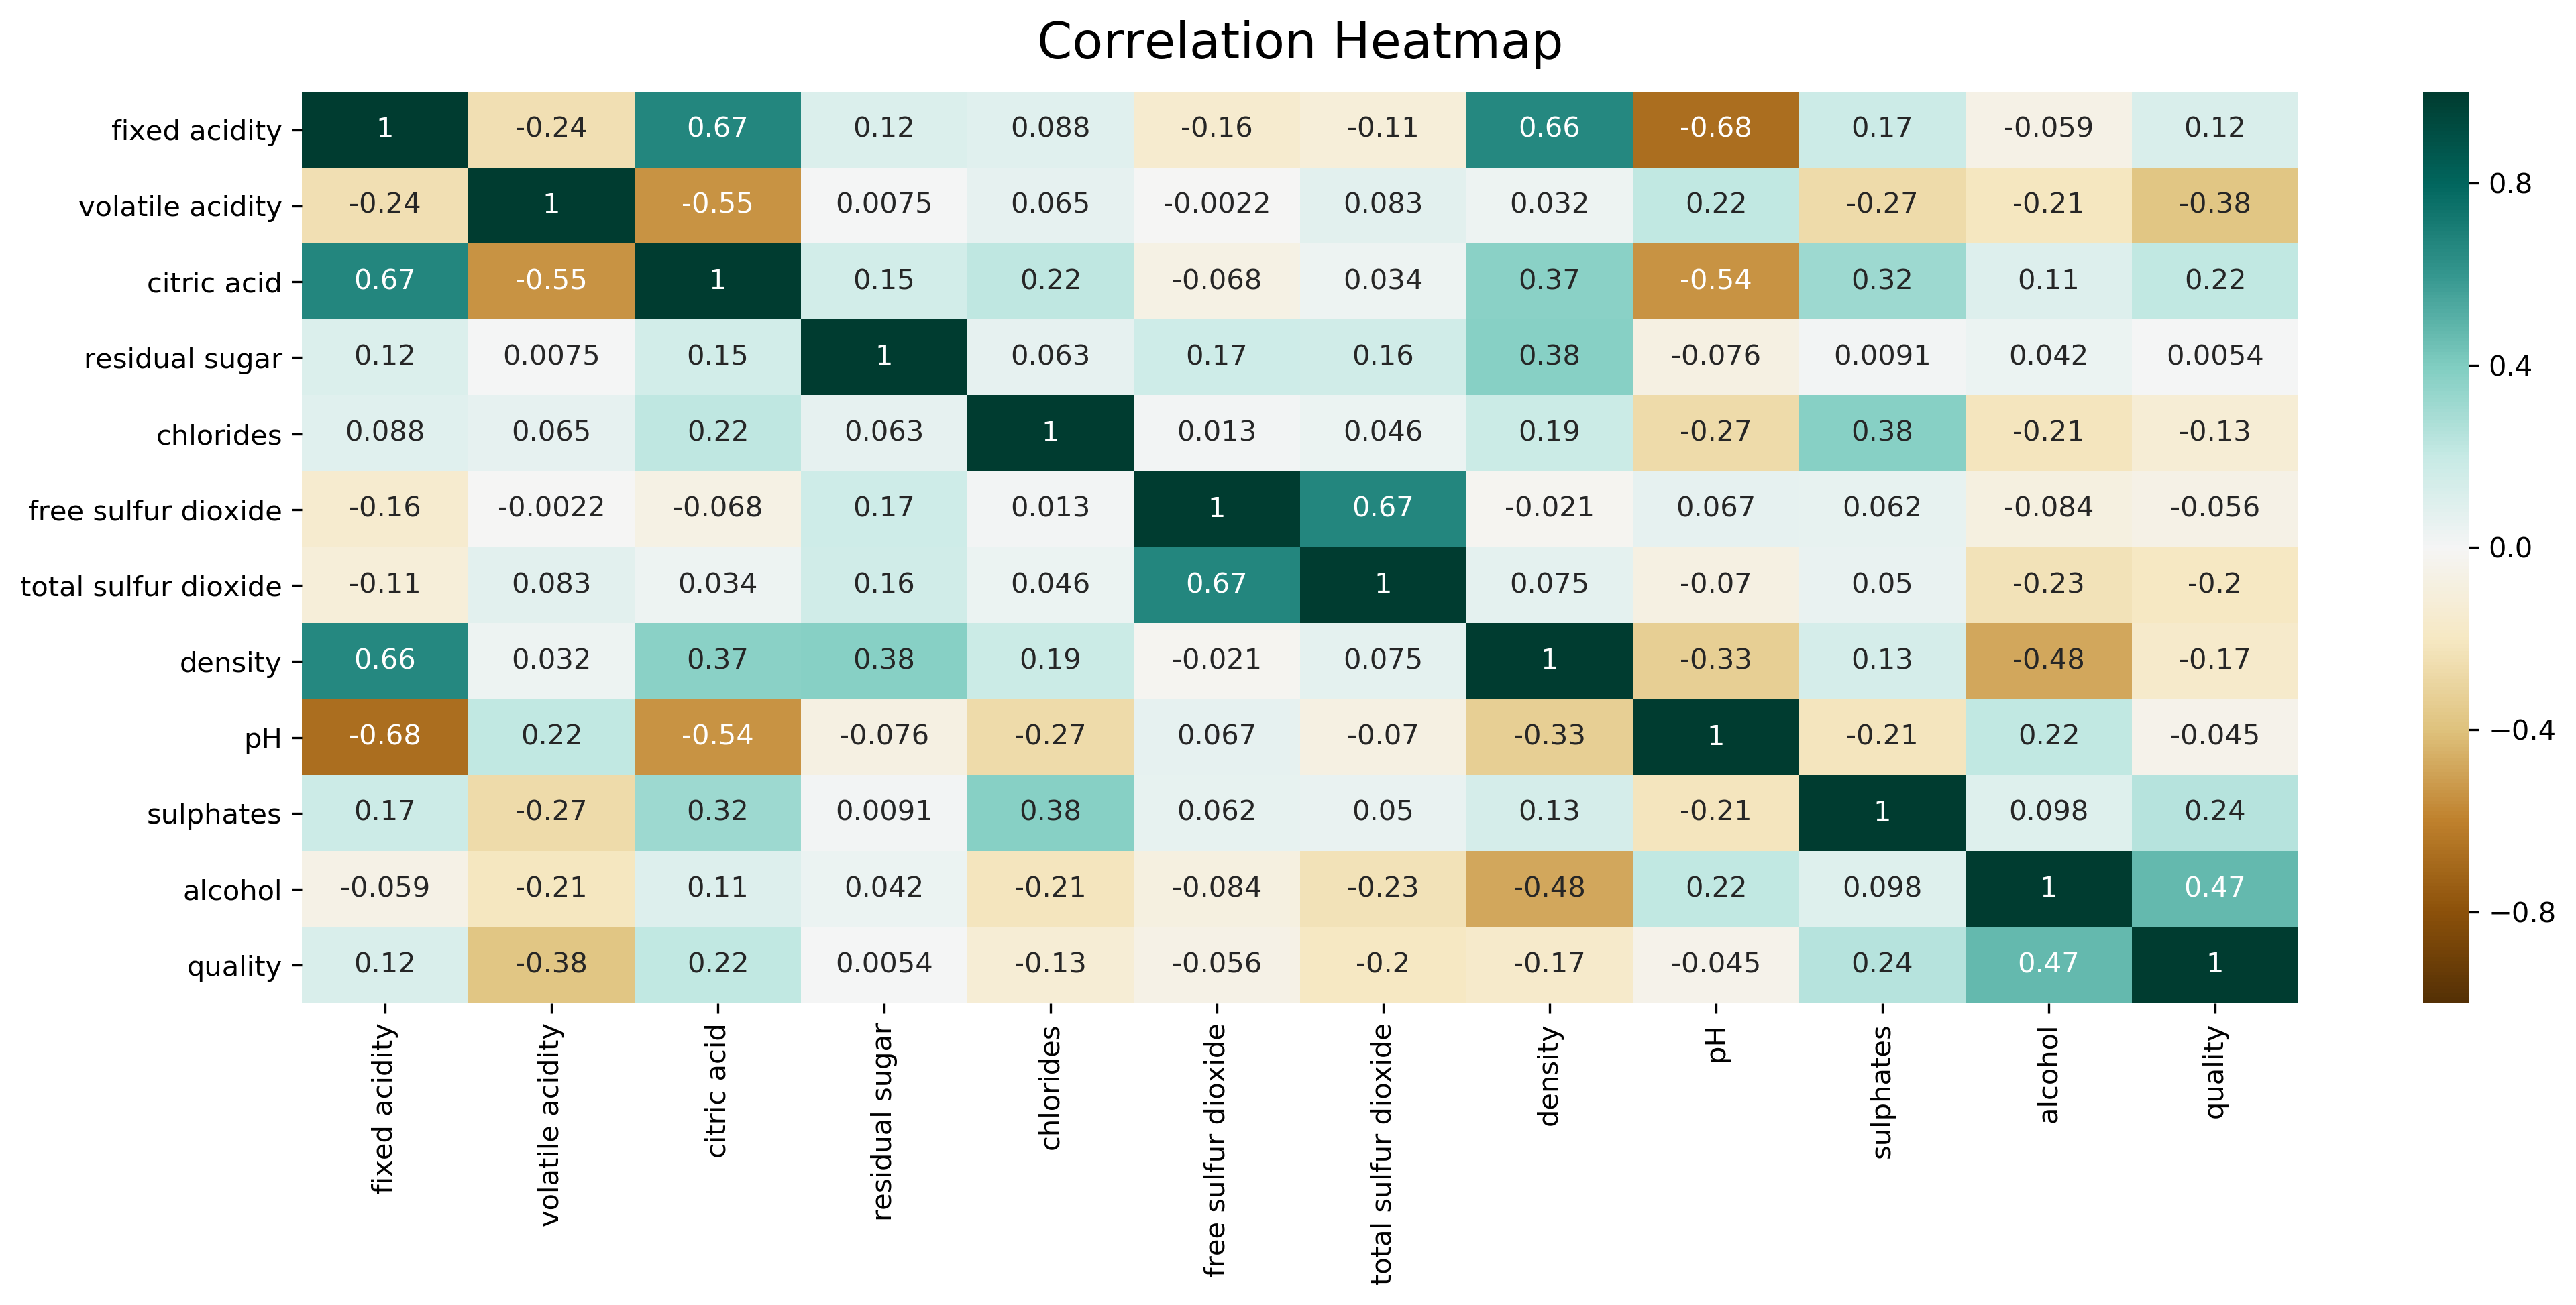 Correlation Heatmap
fixed acidity 1 -0.24 0.67 0.12 0.088 -0.16 -0.11 0.66 -0.68 0.17 -0.059 0.12
volatile acidity -0.24 1 -0.55 0.0075 0.065 -0.0022 0.083 0.032 0.22 -0.27 -0.21 -0.38
citric acid 0.67 -0.55 1 0.15 0.22 -0.068 0.034 0.37 -0.54 0.32 0.11 0.22
residual sugar 0.12 0.0075 0.15 1 0.063 0.17 0.16 0.38 -0.076 0.0091 0.042 0.0054
chlorides 0.088 0.065 0.22 0.063 1 0.013 0.046 0.19 -0.27 0.38 -0.21 -0.13
free sulfur dioxide -0.16 -0.0022 -0.068 0.17 0.013 1 0.67 -0.021 0.067 0.062 -0.084 -0.056
total sulfur dioxide -0.11 0.083 0.034 0.16 0.046 0.67 1 0.075 -0.07 0.05 -0.23 -0.2
density 0.66 0.032 0.37 0.38 0.19 -0.021 0.075 1 -0.33 0.13 -0.48 -0.17
pH -0.68 0.22 -0.54 -0.076 -0.27 0.067 -0.07 -0.33 1 -0.21 0.22 -0.045
sulphates 0.17 -0.27 0.32 0.0091 0.38 0.062 0.05 0.13 -0.21 1 0.098 0.24
alcohol -0.059 -0.21 0.11 0.042 -0.21 -0.084 -0.23 -0.48 0.22 0.098 1 0.47
quality 0.12 -0.38 0.22 0.0054 -0.13 -0.056 -0.2 -0.17 -0.045 0.24 0.47 1
fixed acidity
volatile acidity
citric acid
residual sugar
chlorides
free sulfur dioxide
total sulfur dioxide
density
pH
sulphates
alcohol
quality
0.8
0.4
0.0
−0.4
−0.8